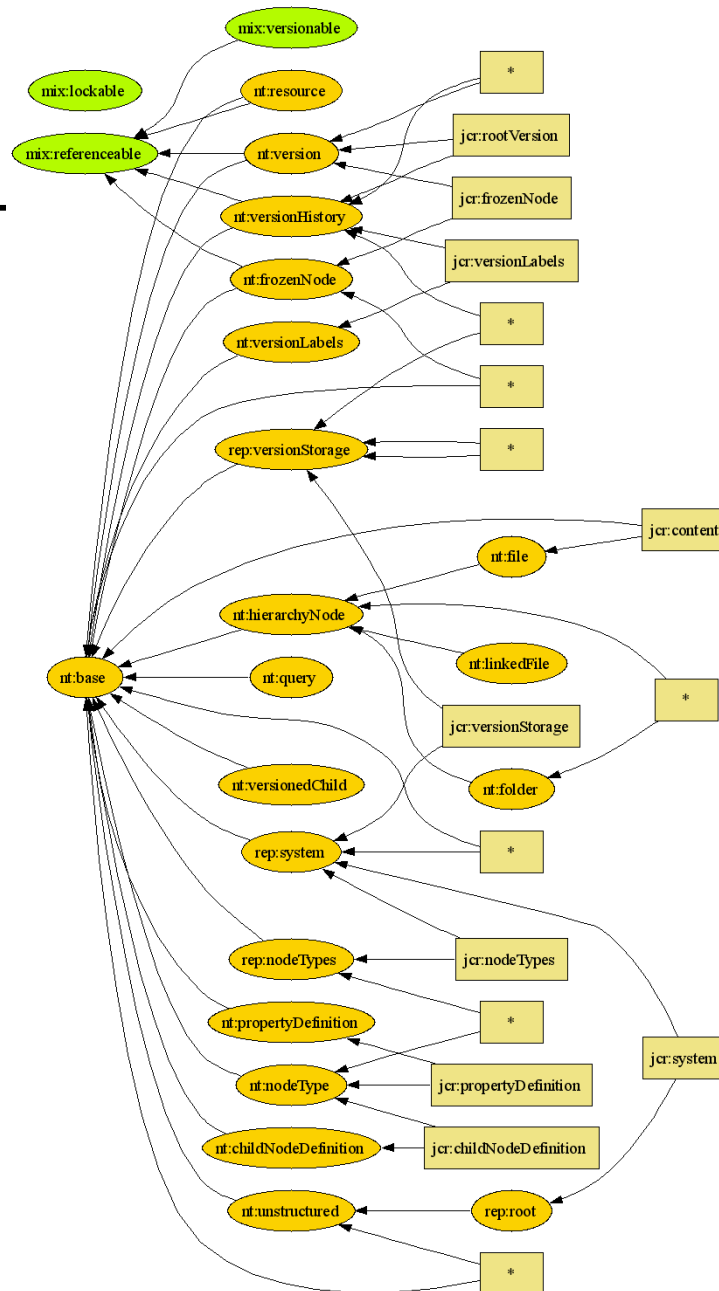 mix:versionable
*
mix:lockable
nt:resource
jcr:rootVersion
mix:referenceable
nt:version
jcr:frozenNode
nt:versionHistory
jcr:versionLabels
nt:frozenNode
*
nt:versionLabels
*
rep:versionStorage
*
jcr:content
nt:file
nt:hierarchyNode
nt:linkedFile
nt:base
nt:query
*
jcr:versionStorage
nt:versionedChild
nt:folder
rep:system
*
rep:nodeTypes
jcr:nodeTypes
nt:propertyDefinition
*
jcr:system
nt:nodeType
jcr:propertyDefinition
nt:childNodeDefinition
jcr:childNodeDefinition
nt:unstructured
rep:root
*